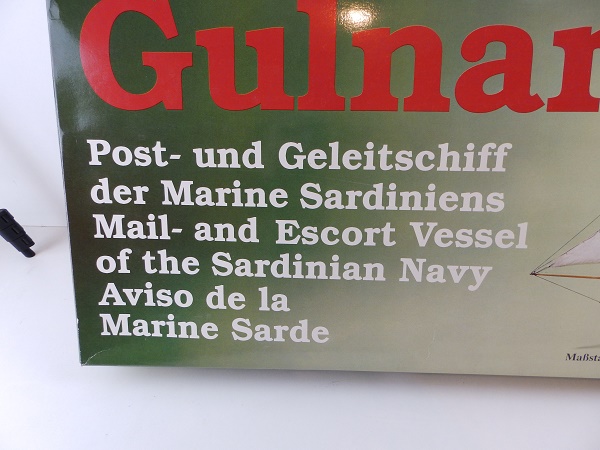 Gulnar
Post- und Geleitschiff
der Marine Sardiniens
Mail- and Escort Vessel
of the Sardinian Navy
Aviso de la
Marine Sarde